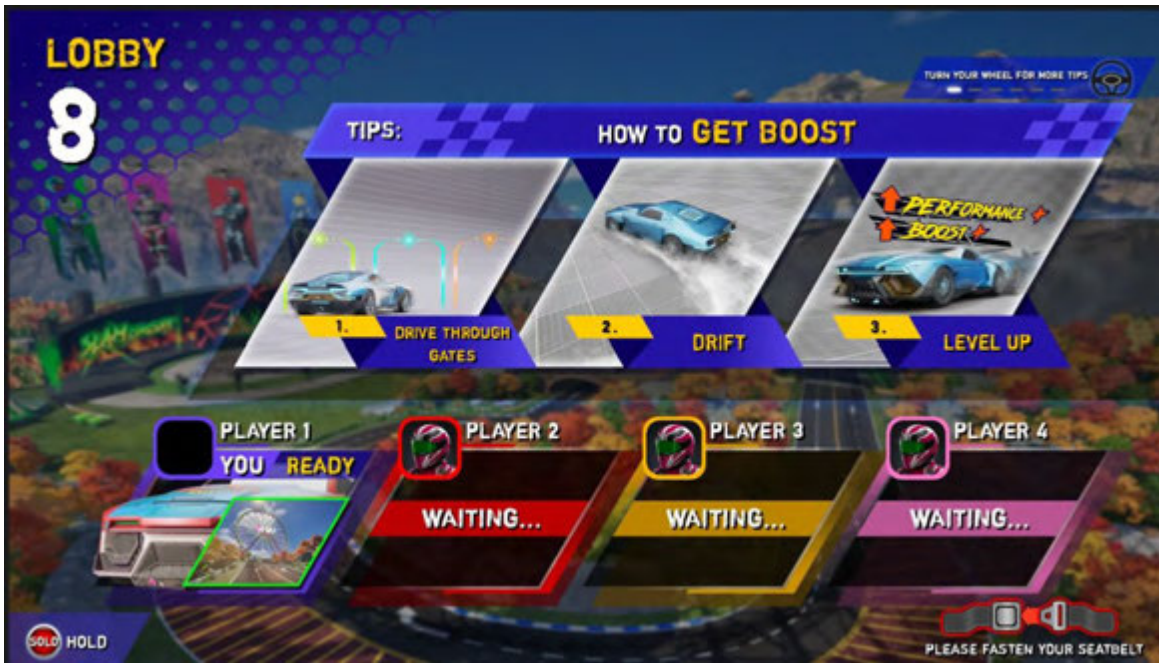 LOBBY
8
TURN YOUR WHEEL FOR MORE TIPS
TIPS:
HOW TO GET BOOST
PERFORMANCE
BOOST
1.
DRIVE THROUGH
GATES
2.
DRIFT
3.
LEVEL UP
PLAYER 1
YOU READY
PLAYER 2
WAITING...
PLAYER 3
WAITING...
PLAYER 4
WAITING...
SOLO HOLD
PLEASE FASTEN YOUR SEATBELT